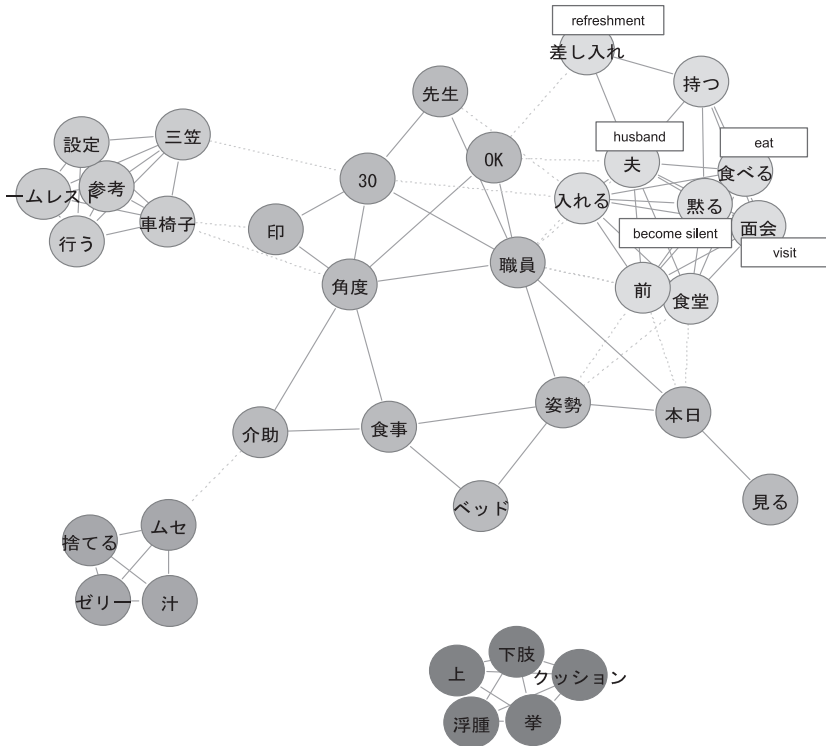 refreshment
差し入れ
持つ
先生
husband
eat
設定
三笠
OK
夫
食べる
30
ームレスト
参考
入れる
黙る
印
車椅子
become silent
面会
行う
visit
職員
角度
前
食堂
姿勢
本日
介助
食事
見る
ベッド
ムセ
捨てる
ゼリー
汁
下肢
上
クッション
浮腫
挙